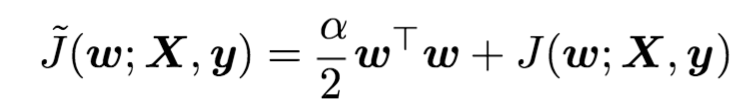 J̃(w; X, y) = α/2 w⊤w + J(w; X, y)